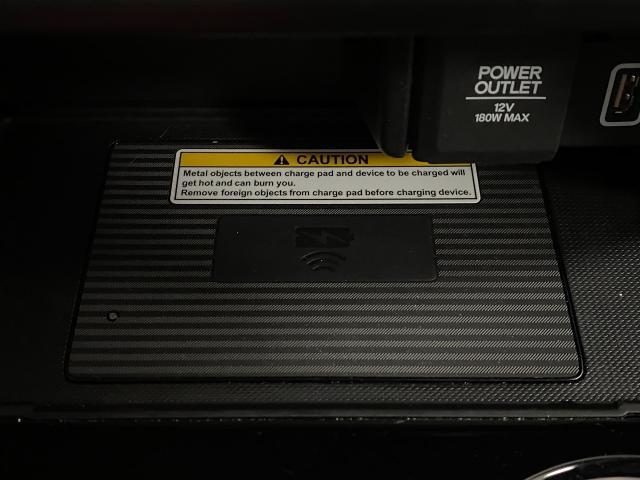 POWER
OUTLET
12V
180W MAX
CAUTION
Metal objects between charge pad and device to be charged will
get hot and can burn you.
Remove foreign objects from charge pad before charging device.